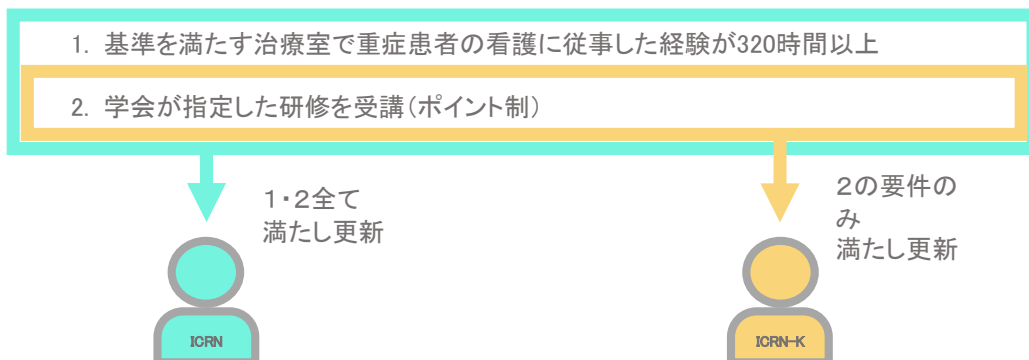 1. 基準を満たす治療室で重症患者の看護に従事した経験が320時間以上
2. 学会が指定した研修を受講(ポイント制)
1・2全て
満たし更新
2の要件の
み
満たし更新
ICRN
ICRN-K